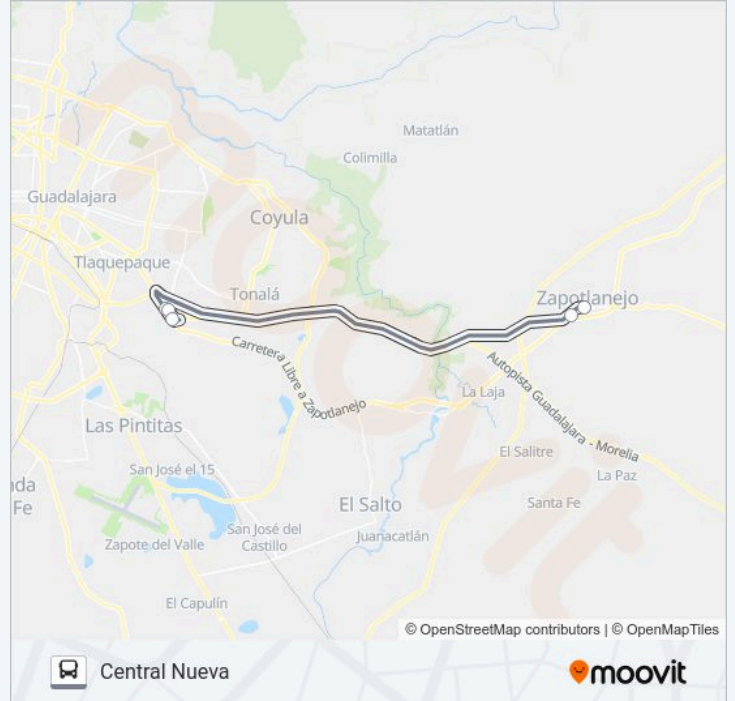 Matatlán
Colimilla
Guadalajara
Coyula
Tlaquepaque
Tonalá
Zapotlanejo
Carretera Libre a Zapotlanejo
Autopista Guadalajara - Morelia
La Laja
Las Pintitas
El Salitre
San José el 15
La Paz
nda
Fe
El Salto
Santa Fe
San José del
Castillo
Juanacatlán
Zapote del Valle
El Capulín
© OpenStreetMap contributors | © OpenMapTiles
Central Nueva
moovit
moovit